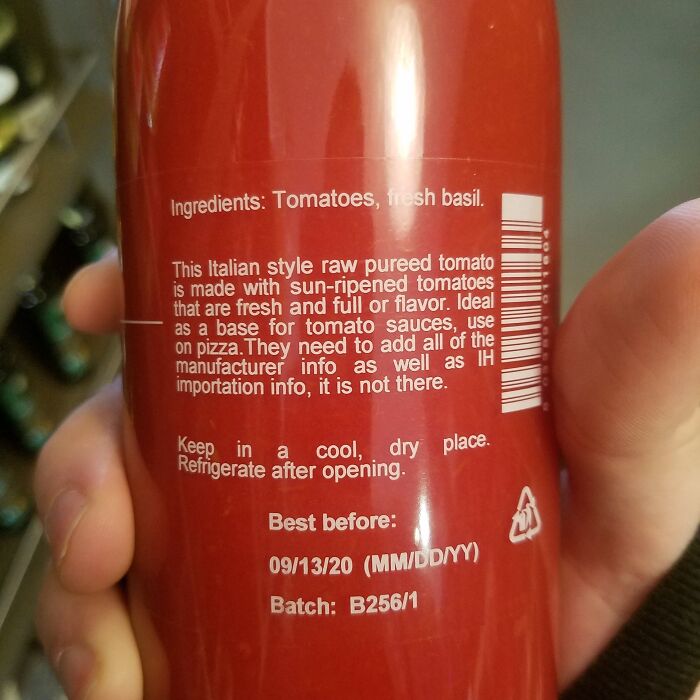 Ingredients: Tomatoes, fresh basil.
This Italian style raw pureed tomato
is made with sun-ripened tomatoes
that are fresh and full or flavor. Ideal
as a base for tomato sauces, use
on pizza.They need to add all of the
manufacturer info as well as IH
importation info, it is not there.
Keep in a cool, dry place.
Refrigerate after opening.
Best before:
09/13/20 (MM/DD/YY)
Batch: B256/1